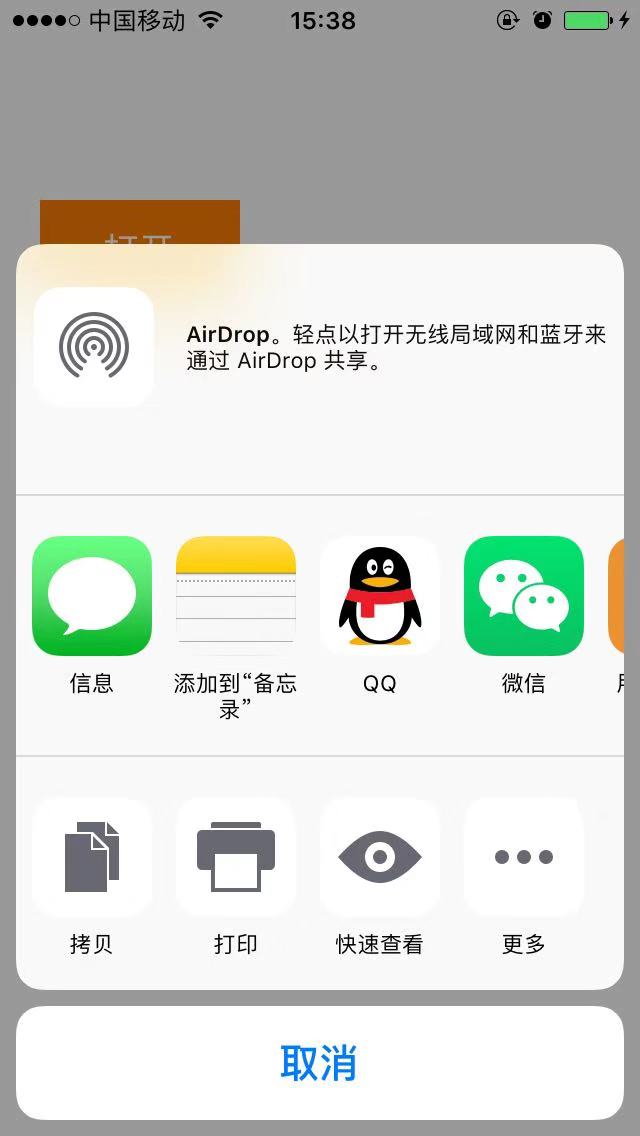 中国移动
15:38
AirDrop。轻点以打开无线局域网和蓝牙来
通过 AirDrop 共享。
信息
添加到“备忘
录”
QQ
微信
拷贝
打印
快速查看
更多
取消